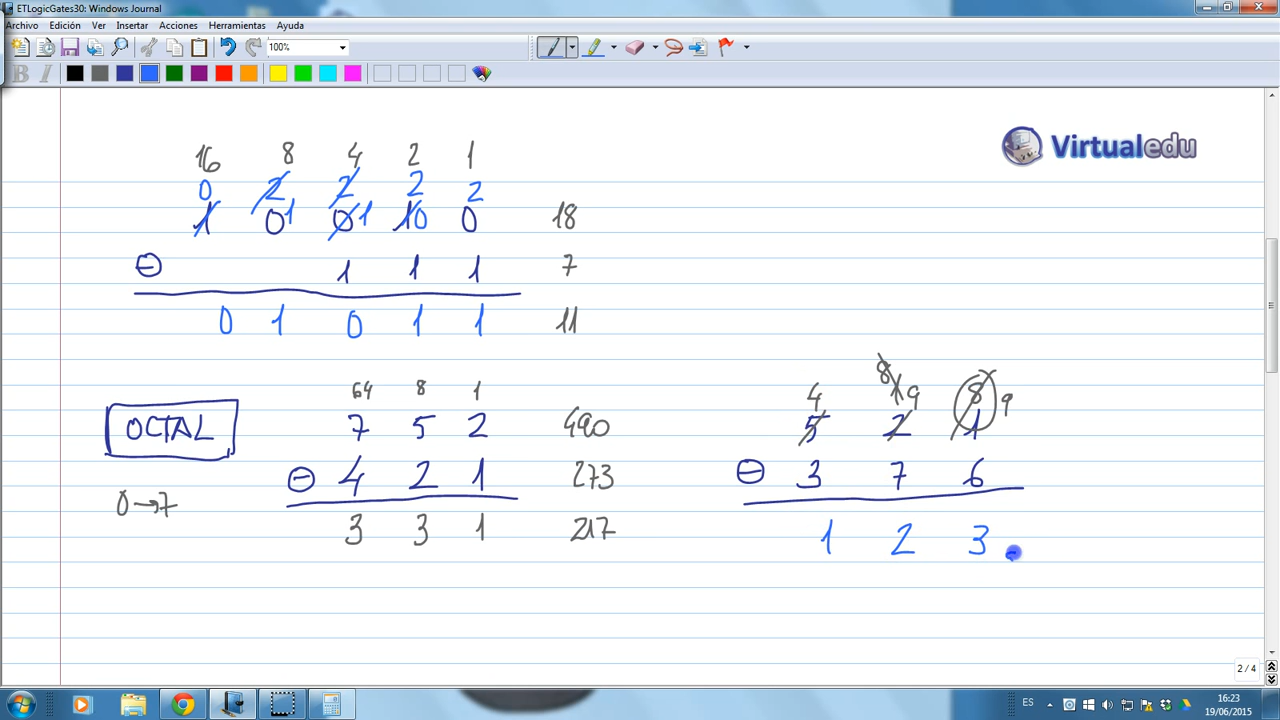 ETLogicGates30: Windows Journal
Archivo Edición Ver Insertar Acciones Herramientas Ayuda
100%
B I
Virtualedu
16 8 4 2 1
0 2 2 2 2
1 01 01 10 0 18
⊖ 1 1 1 7
0 1 0 1 1 11
OCTAL
0→7
64 8 1
7 5 2 490
⊖ 4 2 1 273
3 3 1 217
4 8 1 9 8 9
5 2 1
⊖ 3 7 6
1 2 3
2 / 4
ES 16:23
19/06/2015